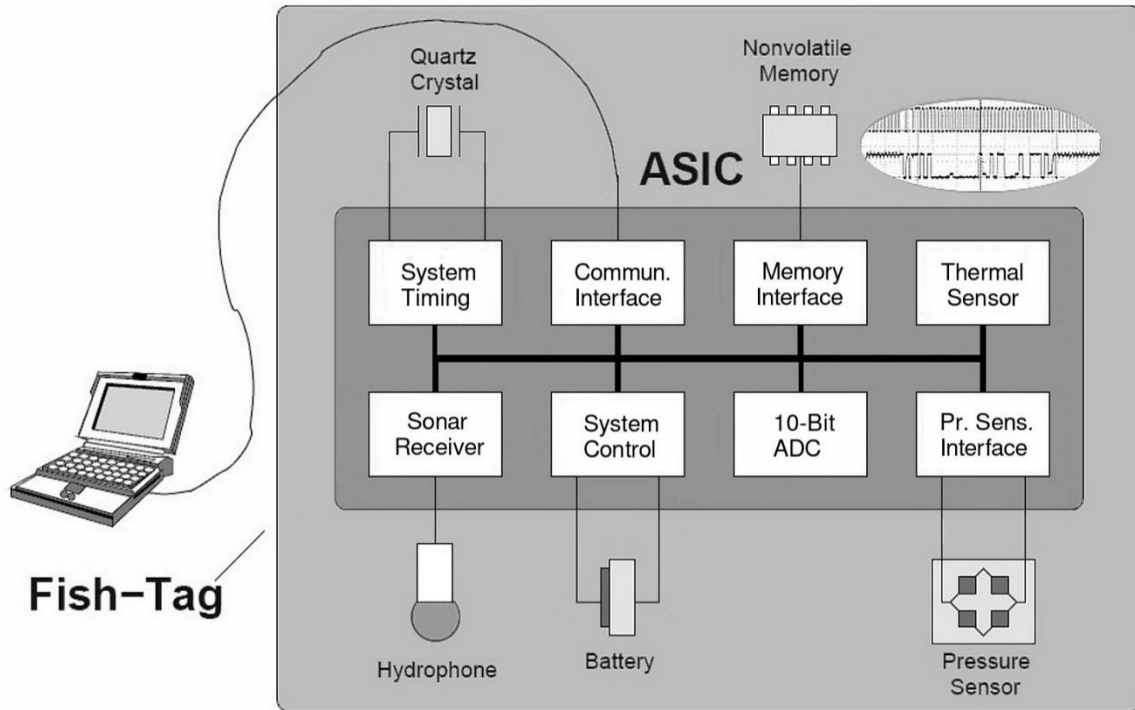 Quartz
Crystal
Nonvolatile
Memory
ASIC
System
Timing
Commun.
Interface
Memory
Interface
Thermal
Sensor
Sonar
Receiver
System
Control
10-Bit
ADC
Pr. Sens.
Interface
Fish-Tag
Hydrophone
Battery
Pressure
Sensor